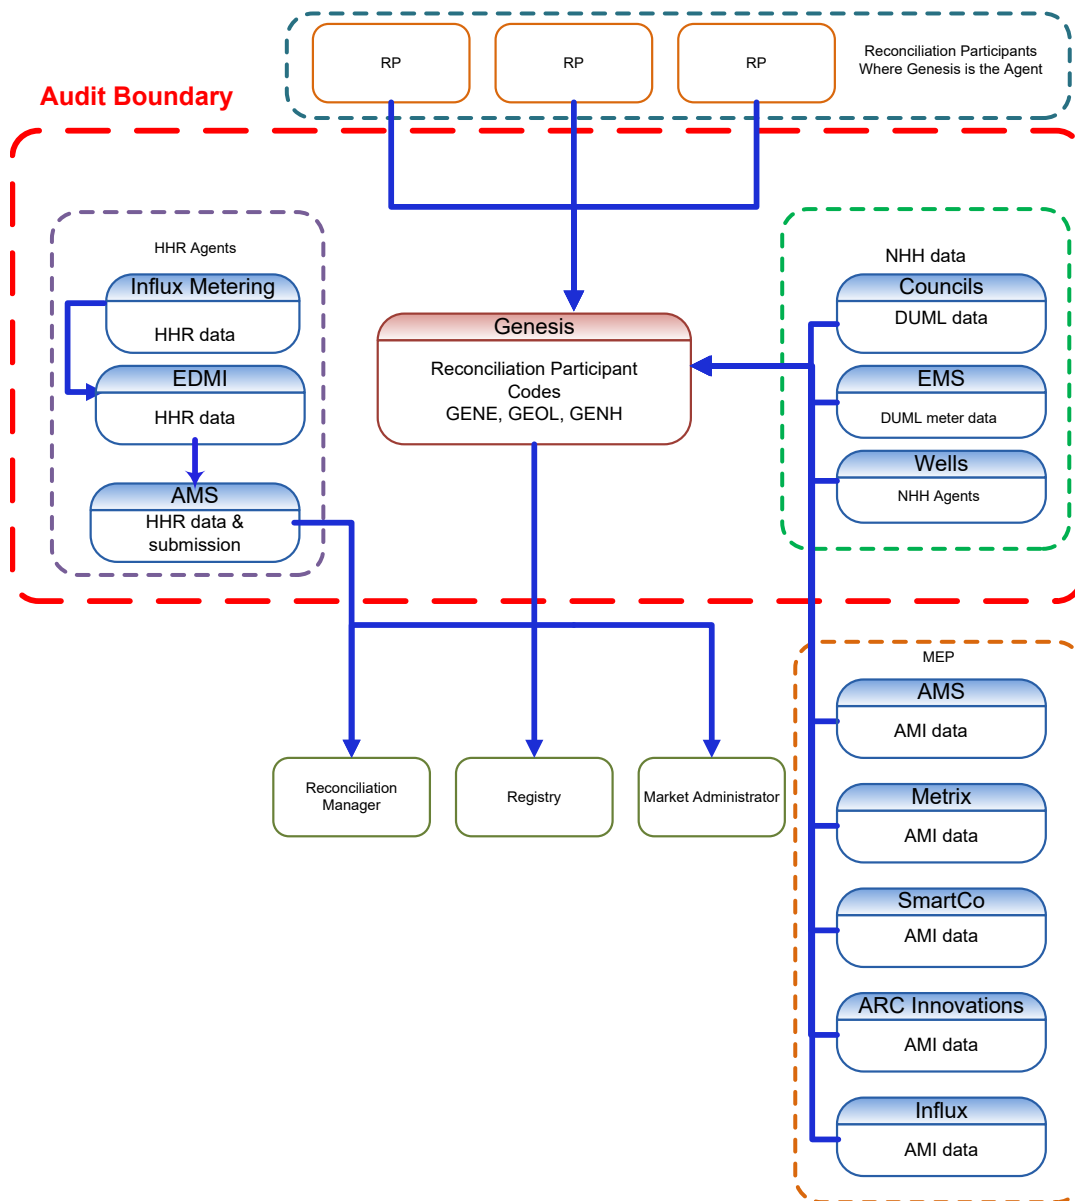 RP
RP
RP
Reconciliation Participants
Where Genesis is the Agent
Audit Boundary
HHR Agents
Influx Metering
HHR data
EDMI
HHR data
AMS
HHR data &
submission
Genesis
Reconciliation Participant
Codes
GENE, GEOL, GENH
NHH data
Councils
DUML data
EMS
DUML meter data
Wells
NHH Agents
Reconciliation
Manager
Registry
Market Administrator
MEP
AMS
AMI data
Metrix
AMI data
SmartCo
AMI data
ARC Innovations
AMI data
Influx
AMI data